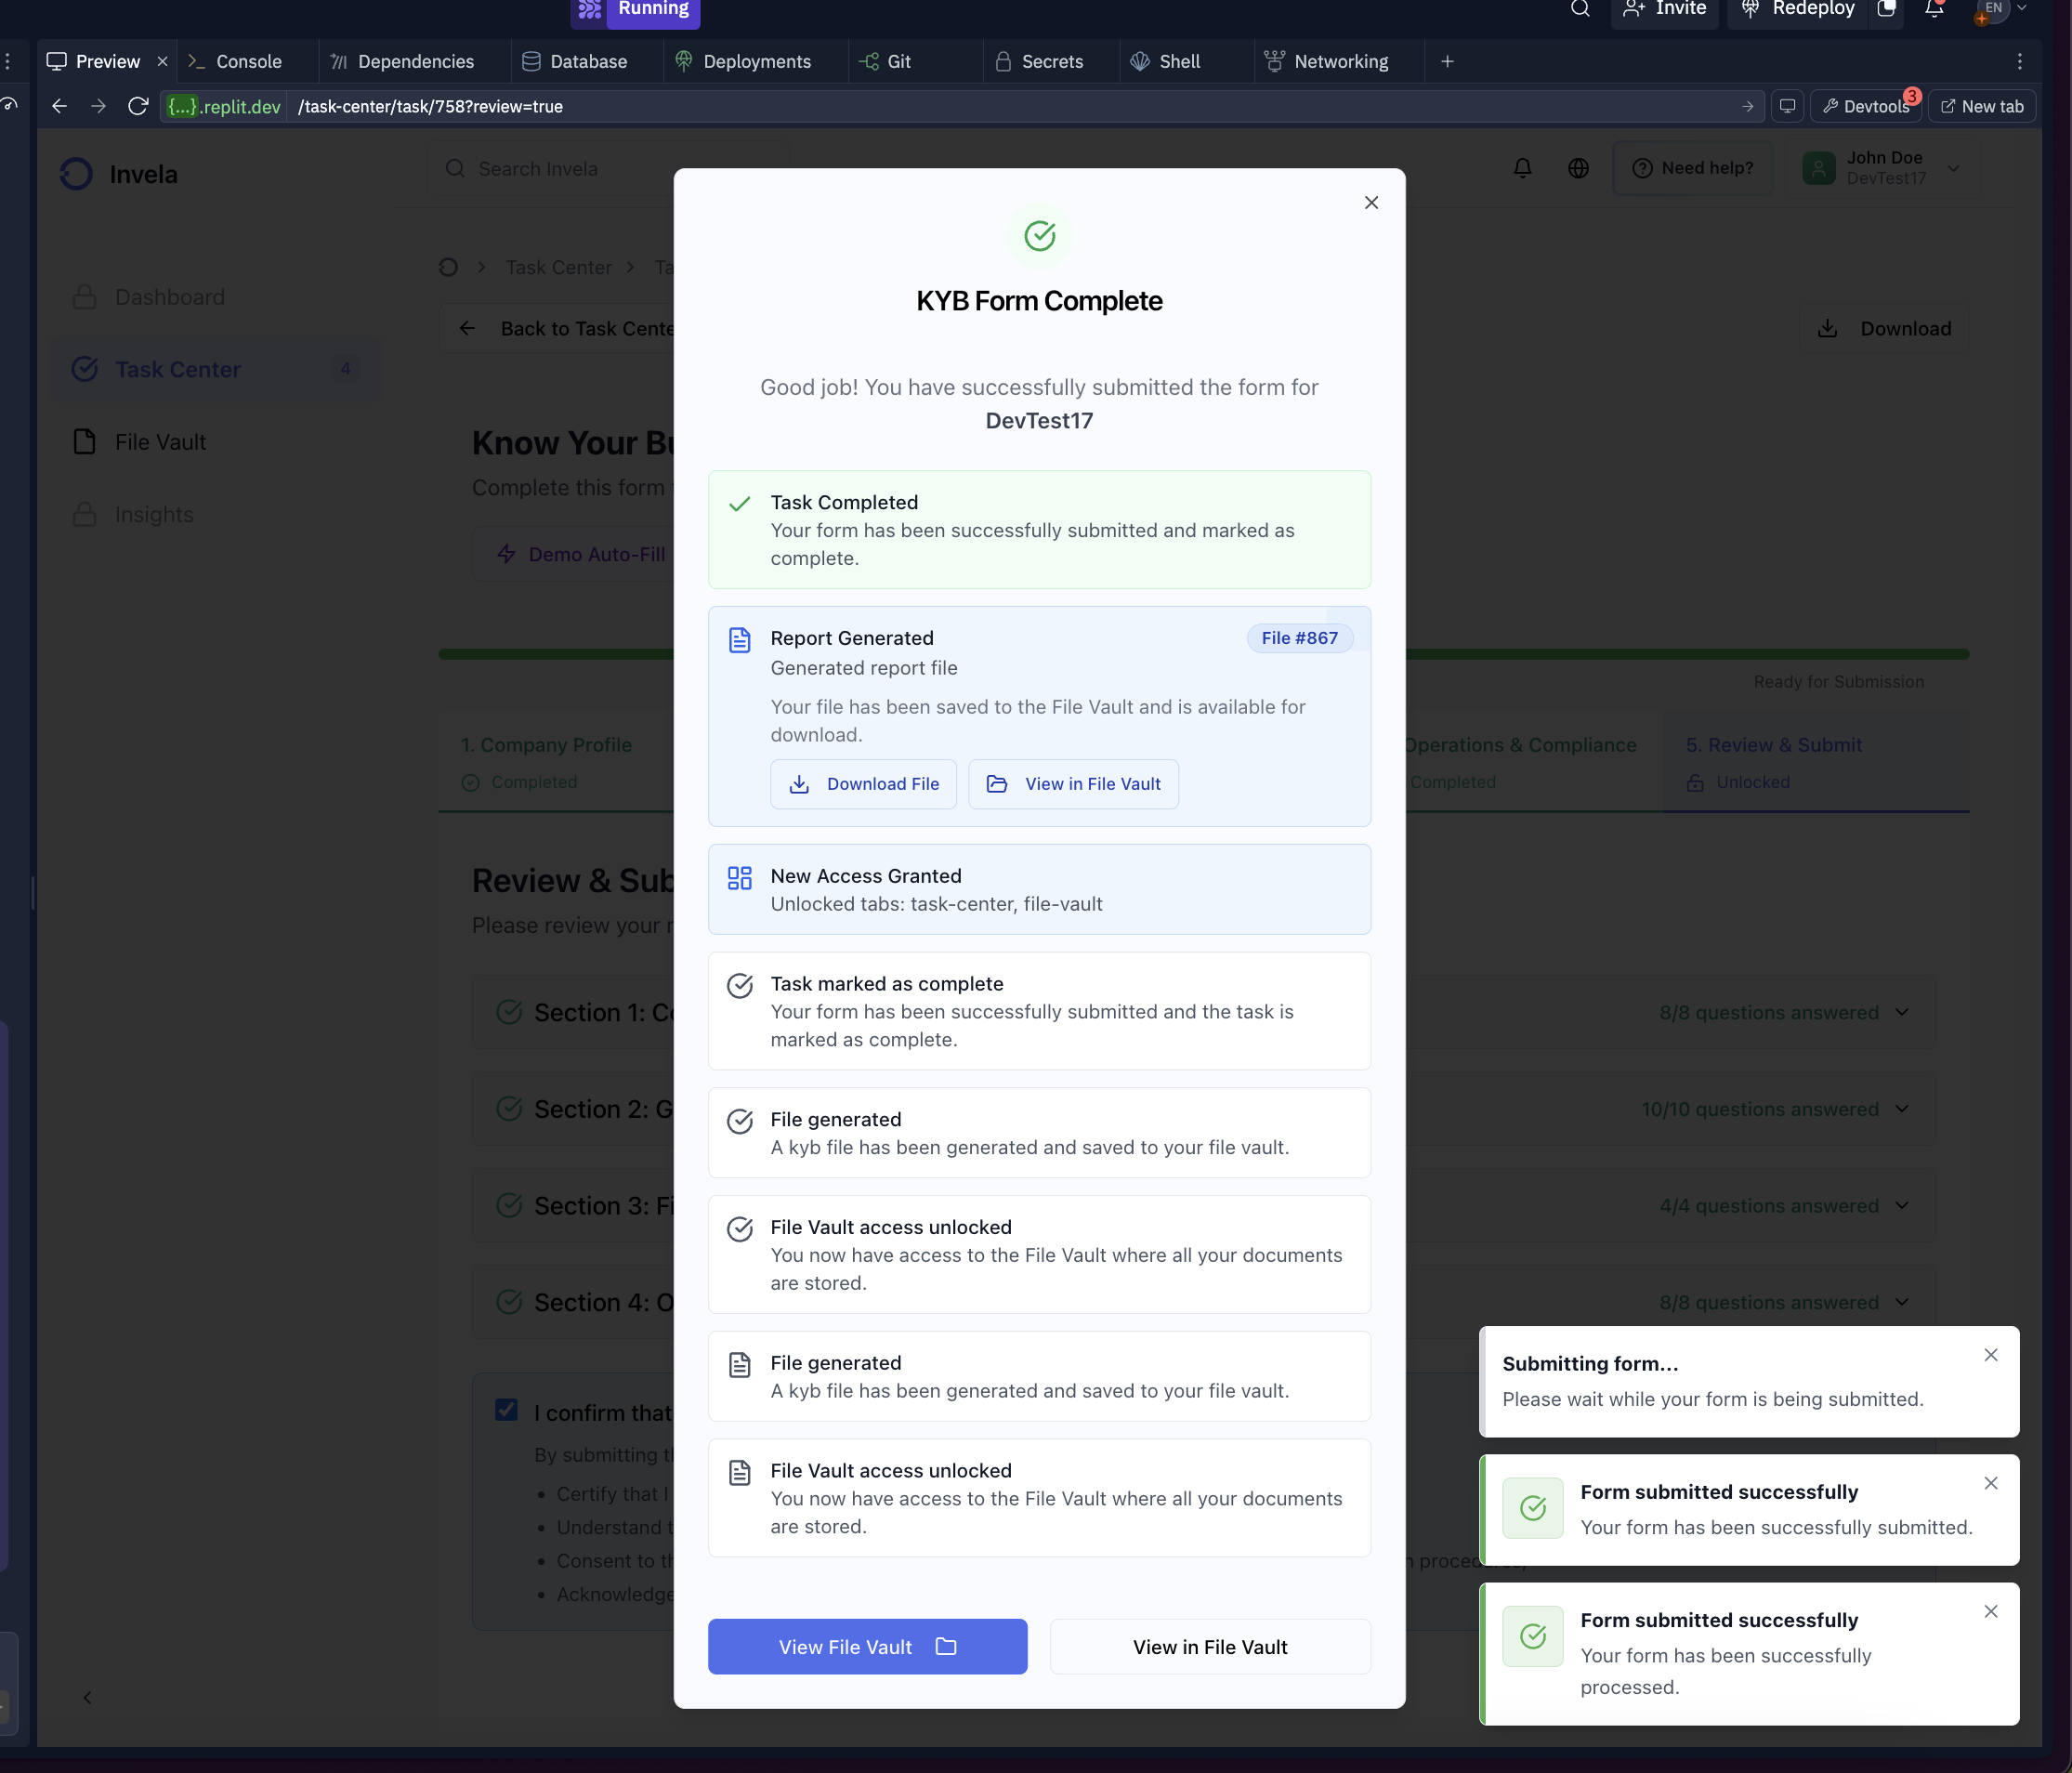 Running
Invite
Redeploy
EN
Preview
Console
Dependencies
Database
Deployments
Git
Secrets
Shell
Networking
{...}.replit.dev
/task-center/task/758?review=true
Devtools
3
New tab
Invela
Search Invela
Need help?
John Doe
DevTest17
Dashboard
Task Center
4
File Vault
Insights
Task Center
Ta
Back to Task Cente
Download
Know Your Bu
Complete this form
Demo Auto-Fill
Ready for Submission
1. Company Profile
Completed
Operations & Compliance
Completed
5. Review & Submit
Unlocked
Review & Sub
Please review your r
Section 1: Co
8/8 questions answered
Section 2: G
10/10 questions answered
Section 3: Fi
4/4 questions answered
Section 4: O
8/8 questions answered
I confirm that
By submitting th
• Certify that I
• Understand t
• Consent to th
• Acknowledge
KYB Form Complete
Good job! You have successfully submitted the form for
DevTest17
Task Completed
Your form has been successfully submitted and marked as
complete.
Report Generated
File #867
Generated report file
Your file has been saved to the File Vault and is available for
download.
Download File
View in File Vault
New Access Granted
Unlocked tabs: task-center, file-vault
Task marked as complete
Your form has been successfully submitted and the task is
marked as complete.
File generated
A kyb file has been generated and saved to your file vault.
File Vault access unlocked
You now have access to the File Vault where all your documents
are stored.
File generated
A kyb file has been generated and saved to your file vault.
File Vault access unlocked
You now have access to the File Vault where all your documents
are stored.
View File Vault
View in File Vault
Submitting form...
Please wait while your form is being submitted.
Form submitted successfully
Your form has been successfully submitted.
Form submitted successfully
Your form has been successfully
processed.